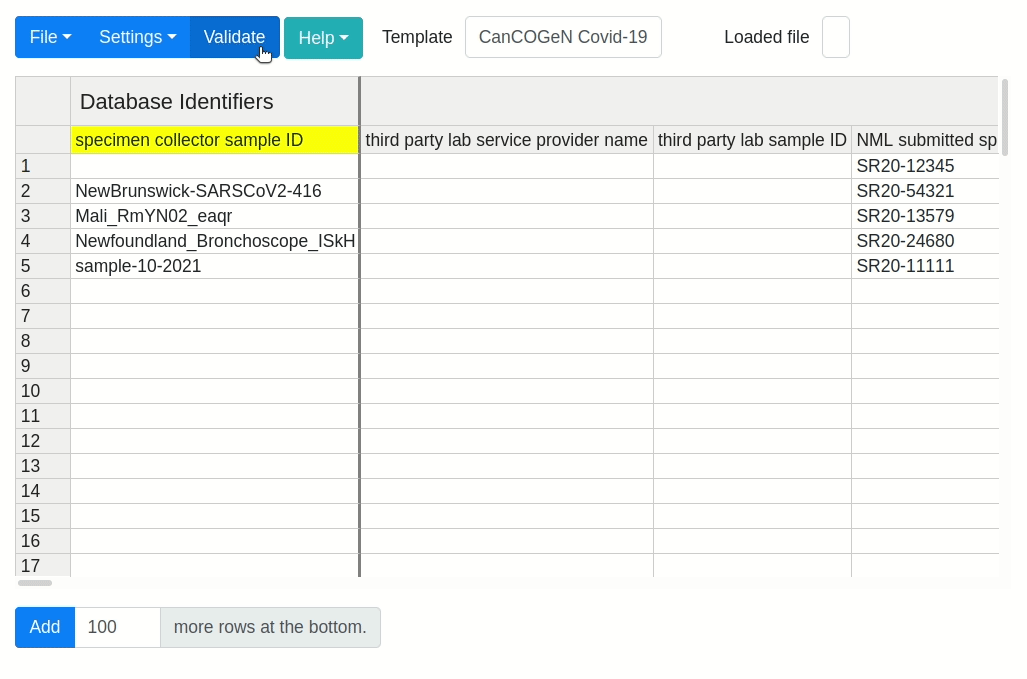 File Settings Validate Help Template CanCOGeN Covid-19 Loaded file
Database Identifiers
specimen collector sample ID third party lab service provider name third party lab sample ID NML submitted sp
1 SR20-12345
2 NewBrunswick-SARSCoV2-416 SR20-54321
3 Mali_RmYN02_eaqr SR20-13579
4 Newfoundland_Bronchoscope_ISkH SR20-24680
5 sample-10-2021 SR20-11111
6
7
8
9
10
11
12
13
14
15
16
17
Add 100 more rows at the bottom.